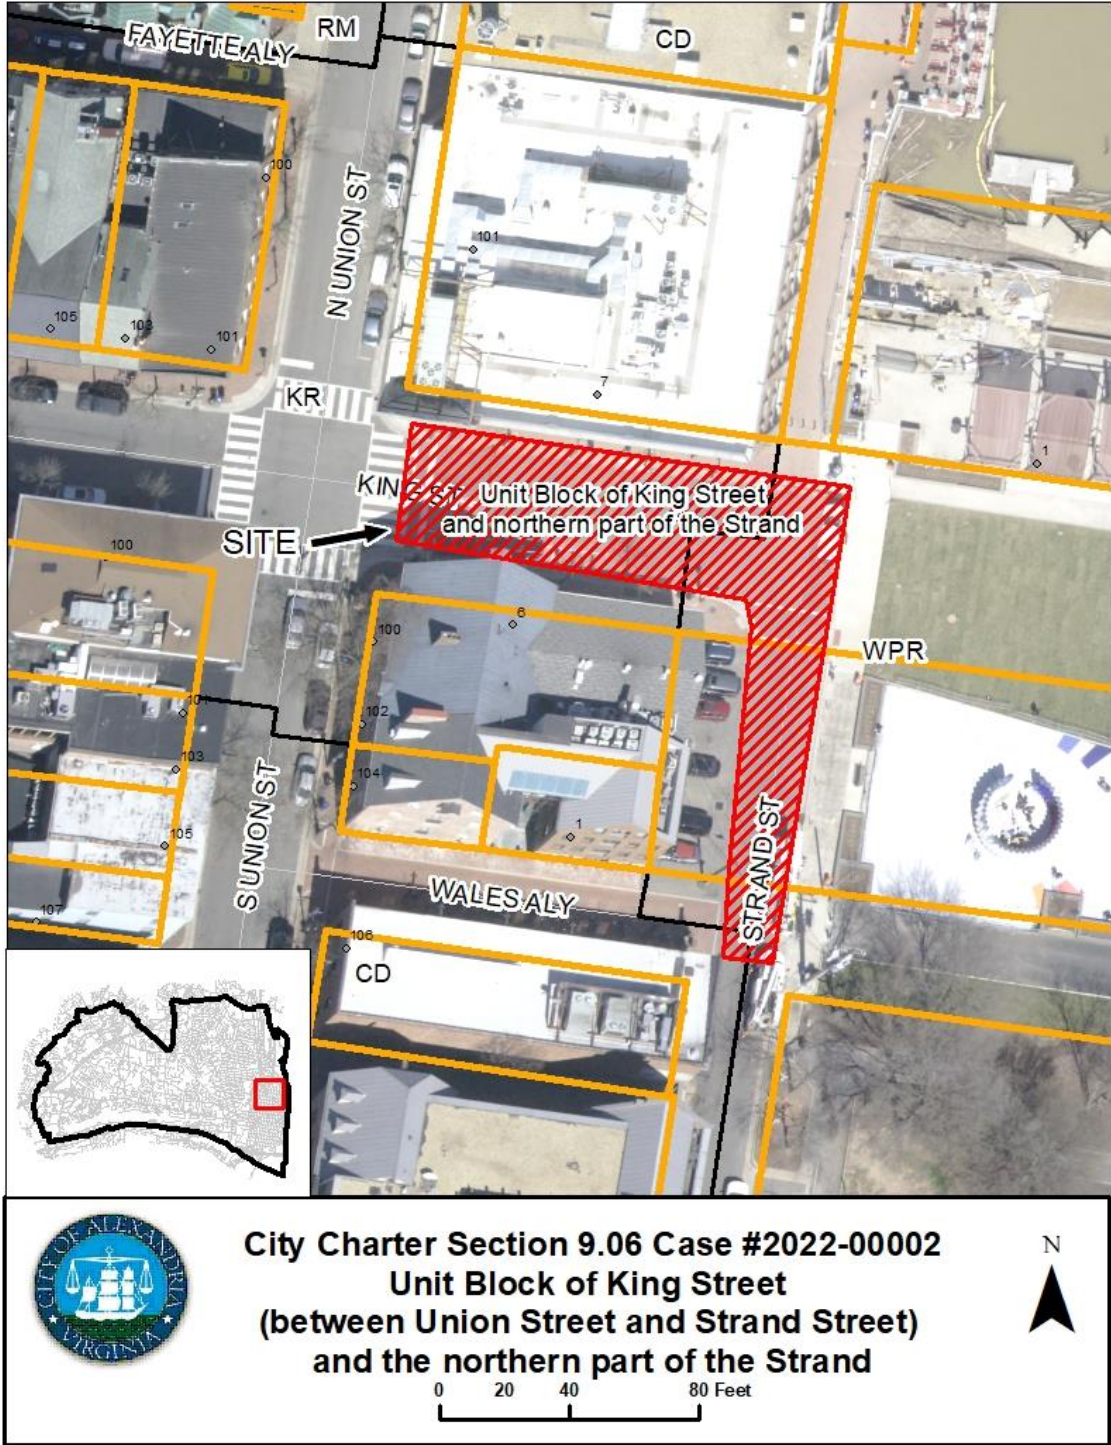 FAYETTE ALY
RM
CD
100
N UNION ST
101
105
103
101
7
KR
1
KING ST
Unit Block of King Street
and northern part of the Strand
SITE
100
6
100
WPR
101
102
103
104
S UNION ST
1
105
STRAND ST
WALES ALY
107
106
CD
CITY OF ALEXANDRIA
VIRGINIA
City Charter Section 9.06 Case #2022-00002
Unit Block of King Street
(between Union Street and Strand Street)
and the northern part of the Strand
N
0 20 40 80 Feet